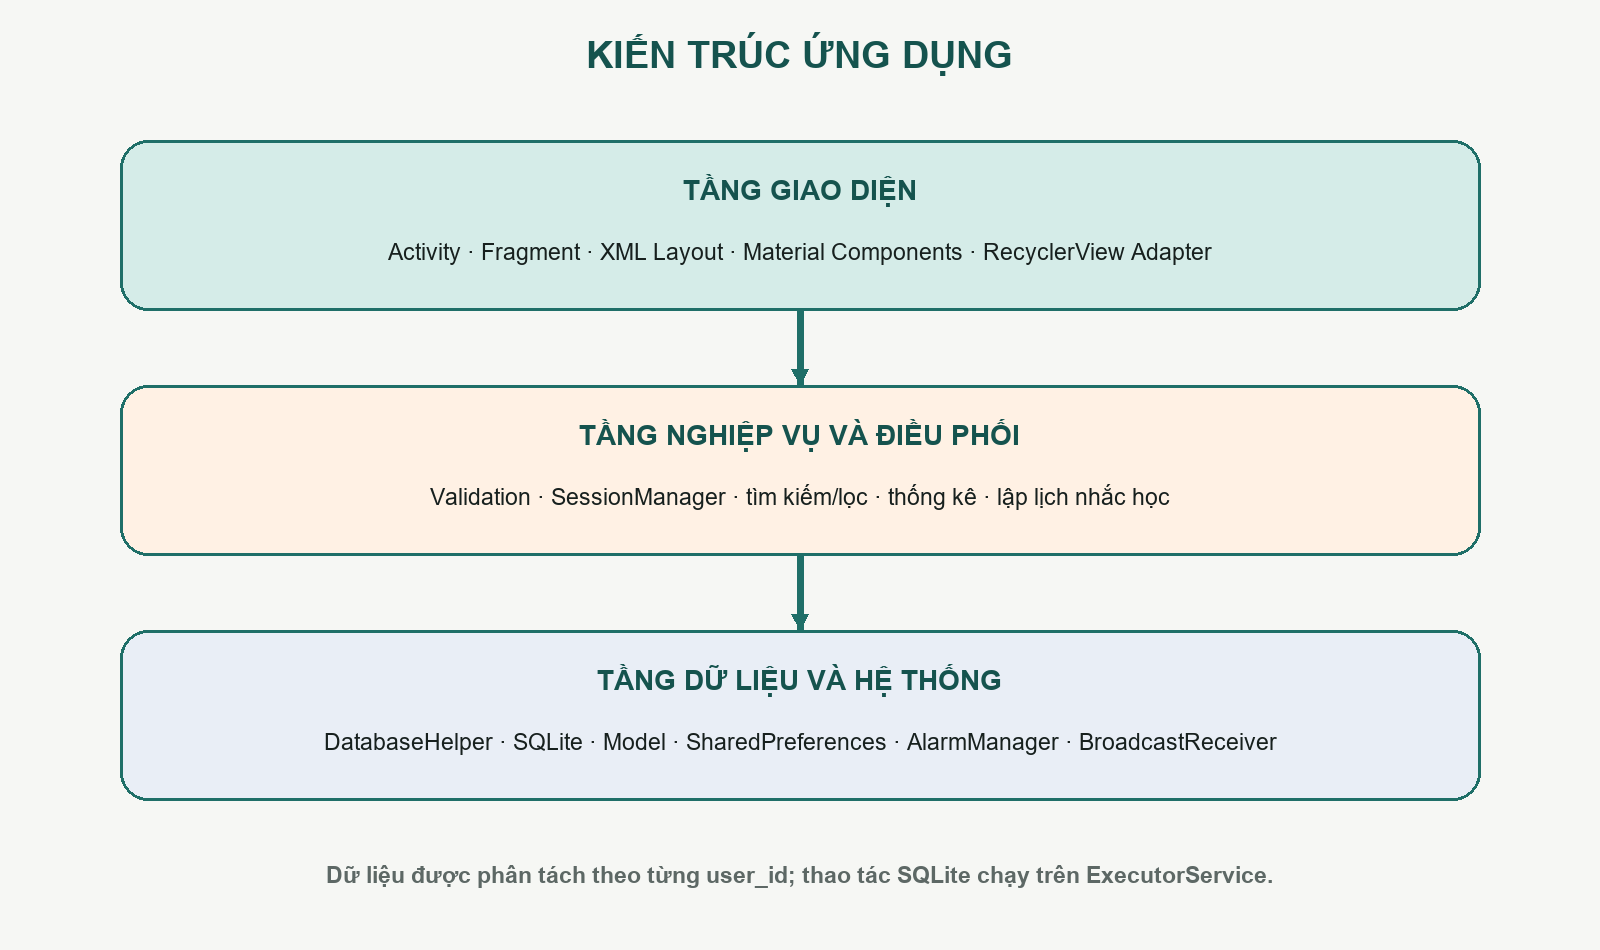 KIẾN TRÚC ỨNG DỤNG
TẦNG GIAO DIỆN
Activity · Fragment · XML Layout · Material Components · RecyclerView Adapter
TẦNG NGHIỆP VỤ VÀ ĐIỀU PHỐI
Validation · SessionManager · tìm kiếm/lọc · thống kê · lập lịch nhắc học
TẦNG DỮ LIỆU VÀ HỆ THỐNG
DatabaseHelper · SQLite · Model · SharedPreferences · AlarmManager · BroadcastReceiver
Dữ liệu được phân tách theo từng user_id; thao tác SQLite chạy trên ExecutorService.